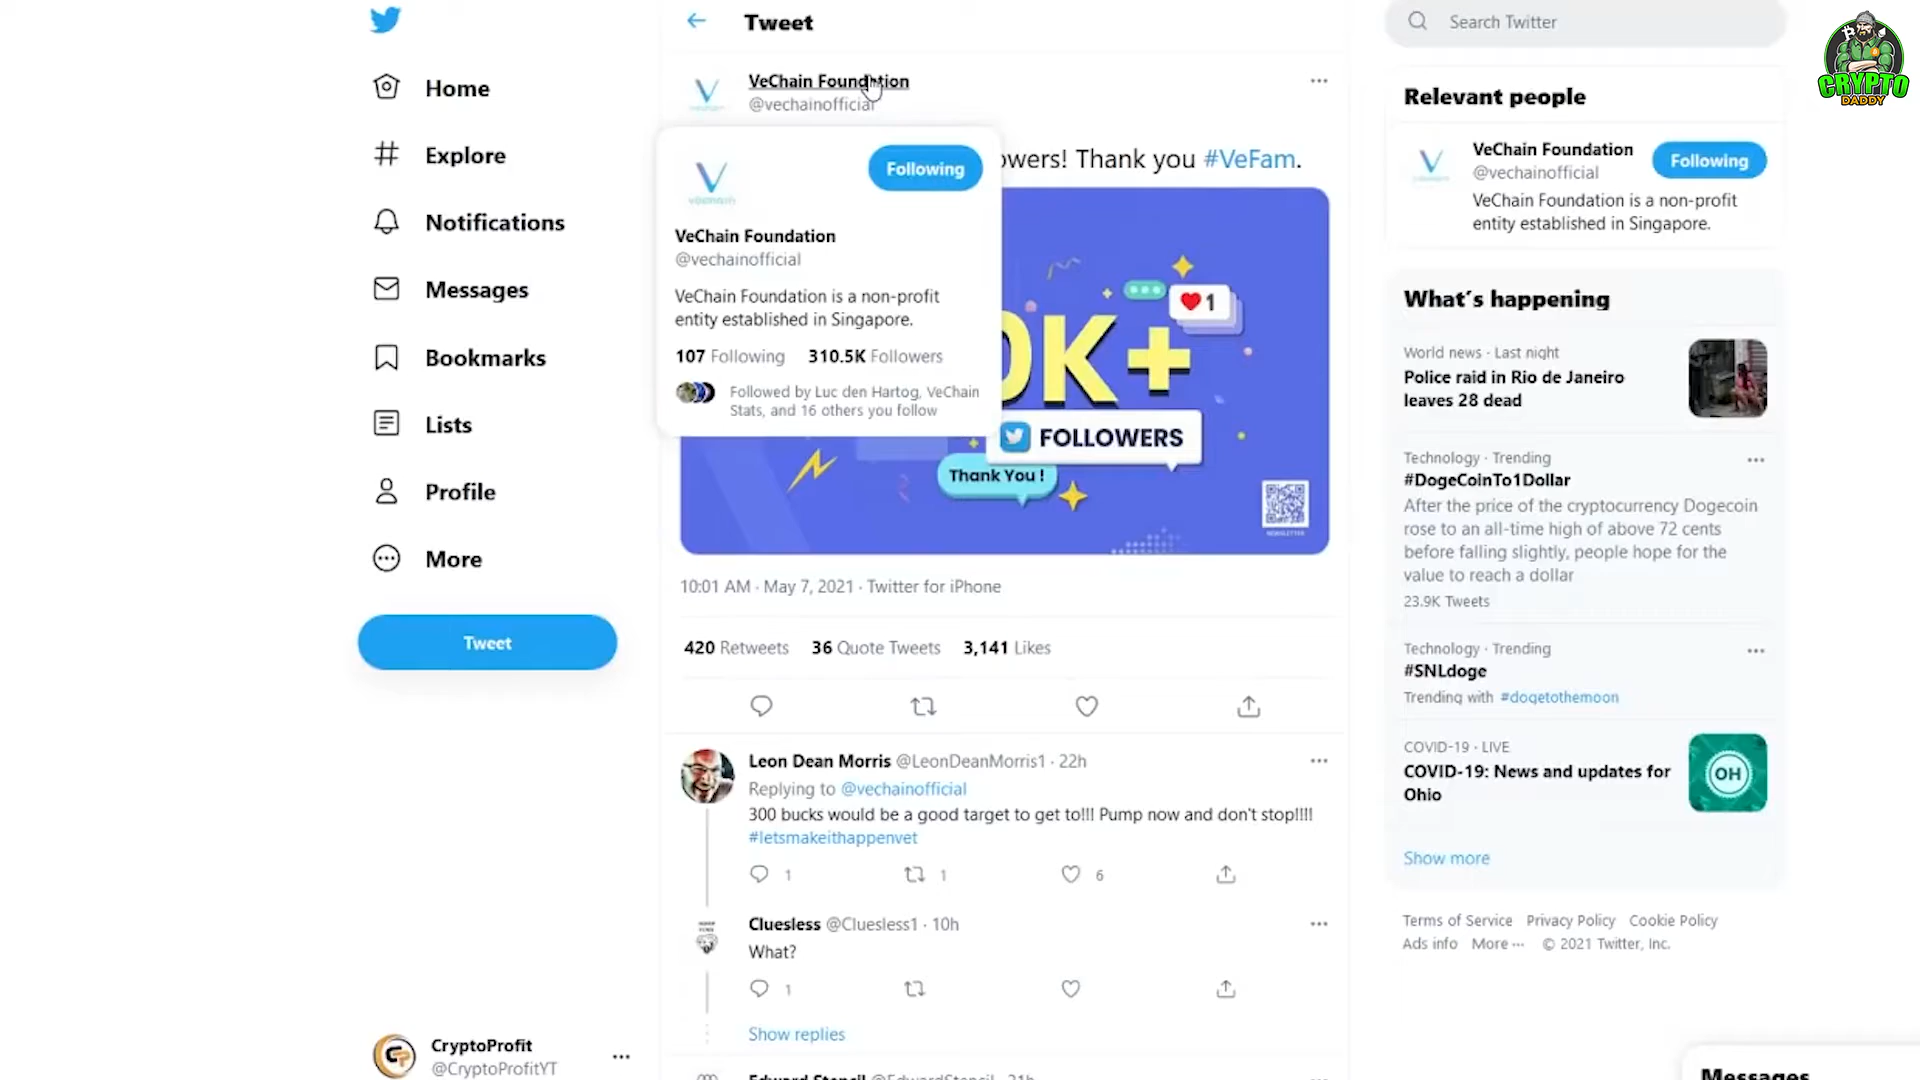 Tweet
Search Twitter
CRYPTO
DADDY
Home
Explore
Notifications
Messages
Bookmarks
Lists
Profile
More
Tweet
CryptoProfit
@CryptoProfitYT
VeChain Foundation
@vechainofficial
owers! Thank you #VeFam.
Following
VeChain Foundation
@vechainofficial
VeChain Foundation is a non-profit
entity established in Singapore.
107 Following 310.5K Followers
Followed by Luc den Hartog, VeChain
Stats, and 16 others you follow
1
0K+
FOLLOWERS
Thank You !
NEWSLETTER
10:01 AM · May 7, 2021 · Twitter for iPhone
420 Retweets 36 Quote Tweets 3,141 Likes
Leon Dean Morris @LeonDeanMorris1 · 22h
Replying to @vechainofficial
300 bucks would be a good target to get to!!! Pump now and don't stop!!!!
#letsmakeithappenvet
1 1 6
Cluesless @Cluesless1 · 10h
What?
1
Show replies
Edward Stencil @EdwardStencil · 21h
Relevant people
VeChain Foundation
@vechainofficial
Following
VeChain Foundation is a non-profit
entity established in Singapore.
What's happening
World news · Last night
Police raid in Rio de Janeiro
leaves 28 dead
Technology · Trending
#DogeCoinTo1Dollar
After the price of the cryptocurrency Dogecoin
rose to an all-time high of above 72 cents
before falling slightly, people hope for the
value to reach a dollar
23.9K Tweets
Technology · Trending
#SNLdoge
Trending with #dogetothemoon
COVID-19 · LIVE
COVID-19: News and updates for
Ohio
OH
Show more
Terms of Service Privacy Policy Cookie Policy
Ads info More ··· © 2021 Twitter, Inc.
Messages